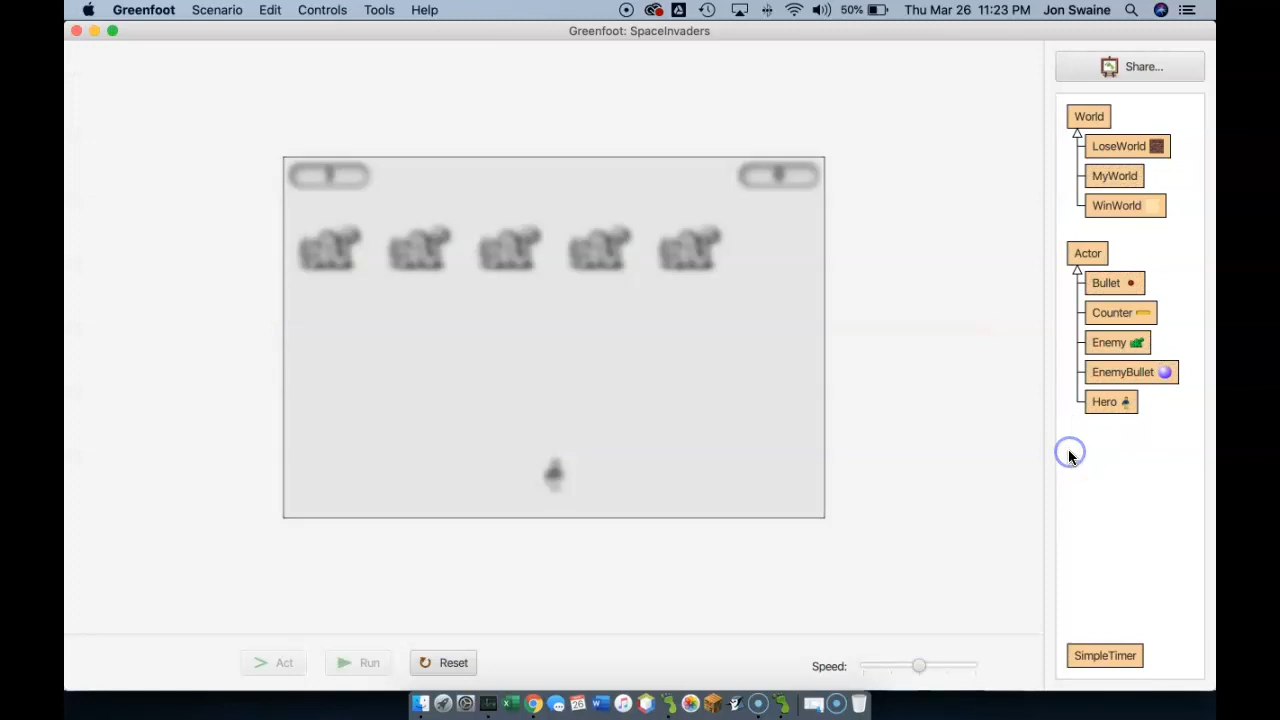 Greenfoot Scenario Edit Controls Tools Help 50% Thu Mar 26 11:23 PM Jon Swaine
Greenfoot: SpaceInvaders
Share...
World
LoseWorld
MyWorld
WinWorld
Actor
Bullet
Counter
Enemy
EnemyBullet
Hero
SimpleTimer
Act Run Reset Speed: